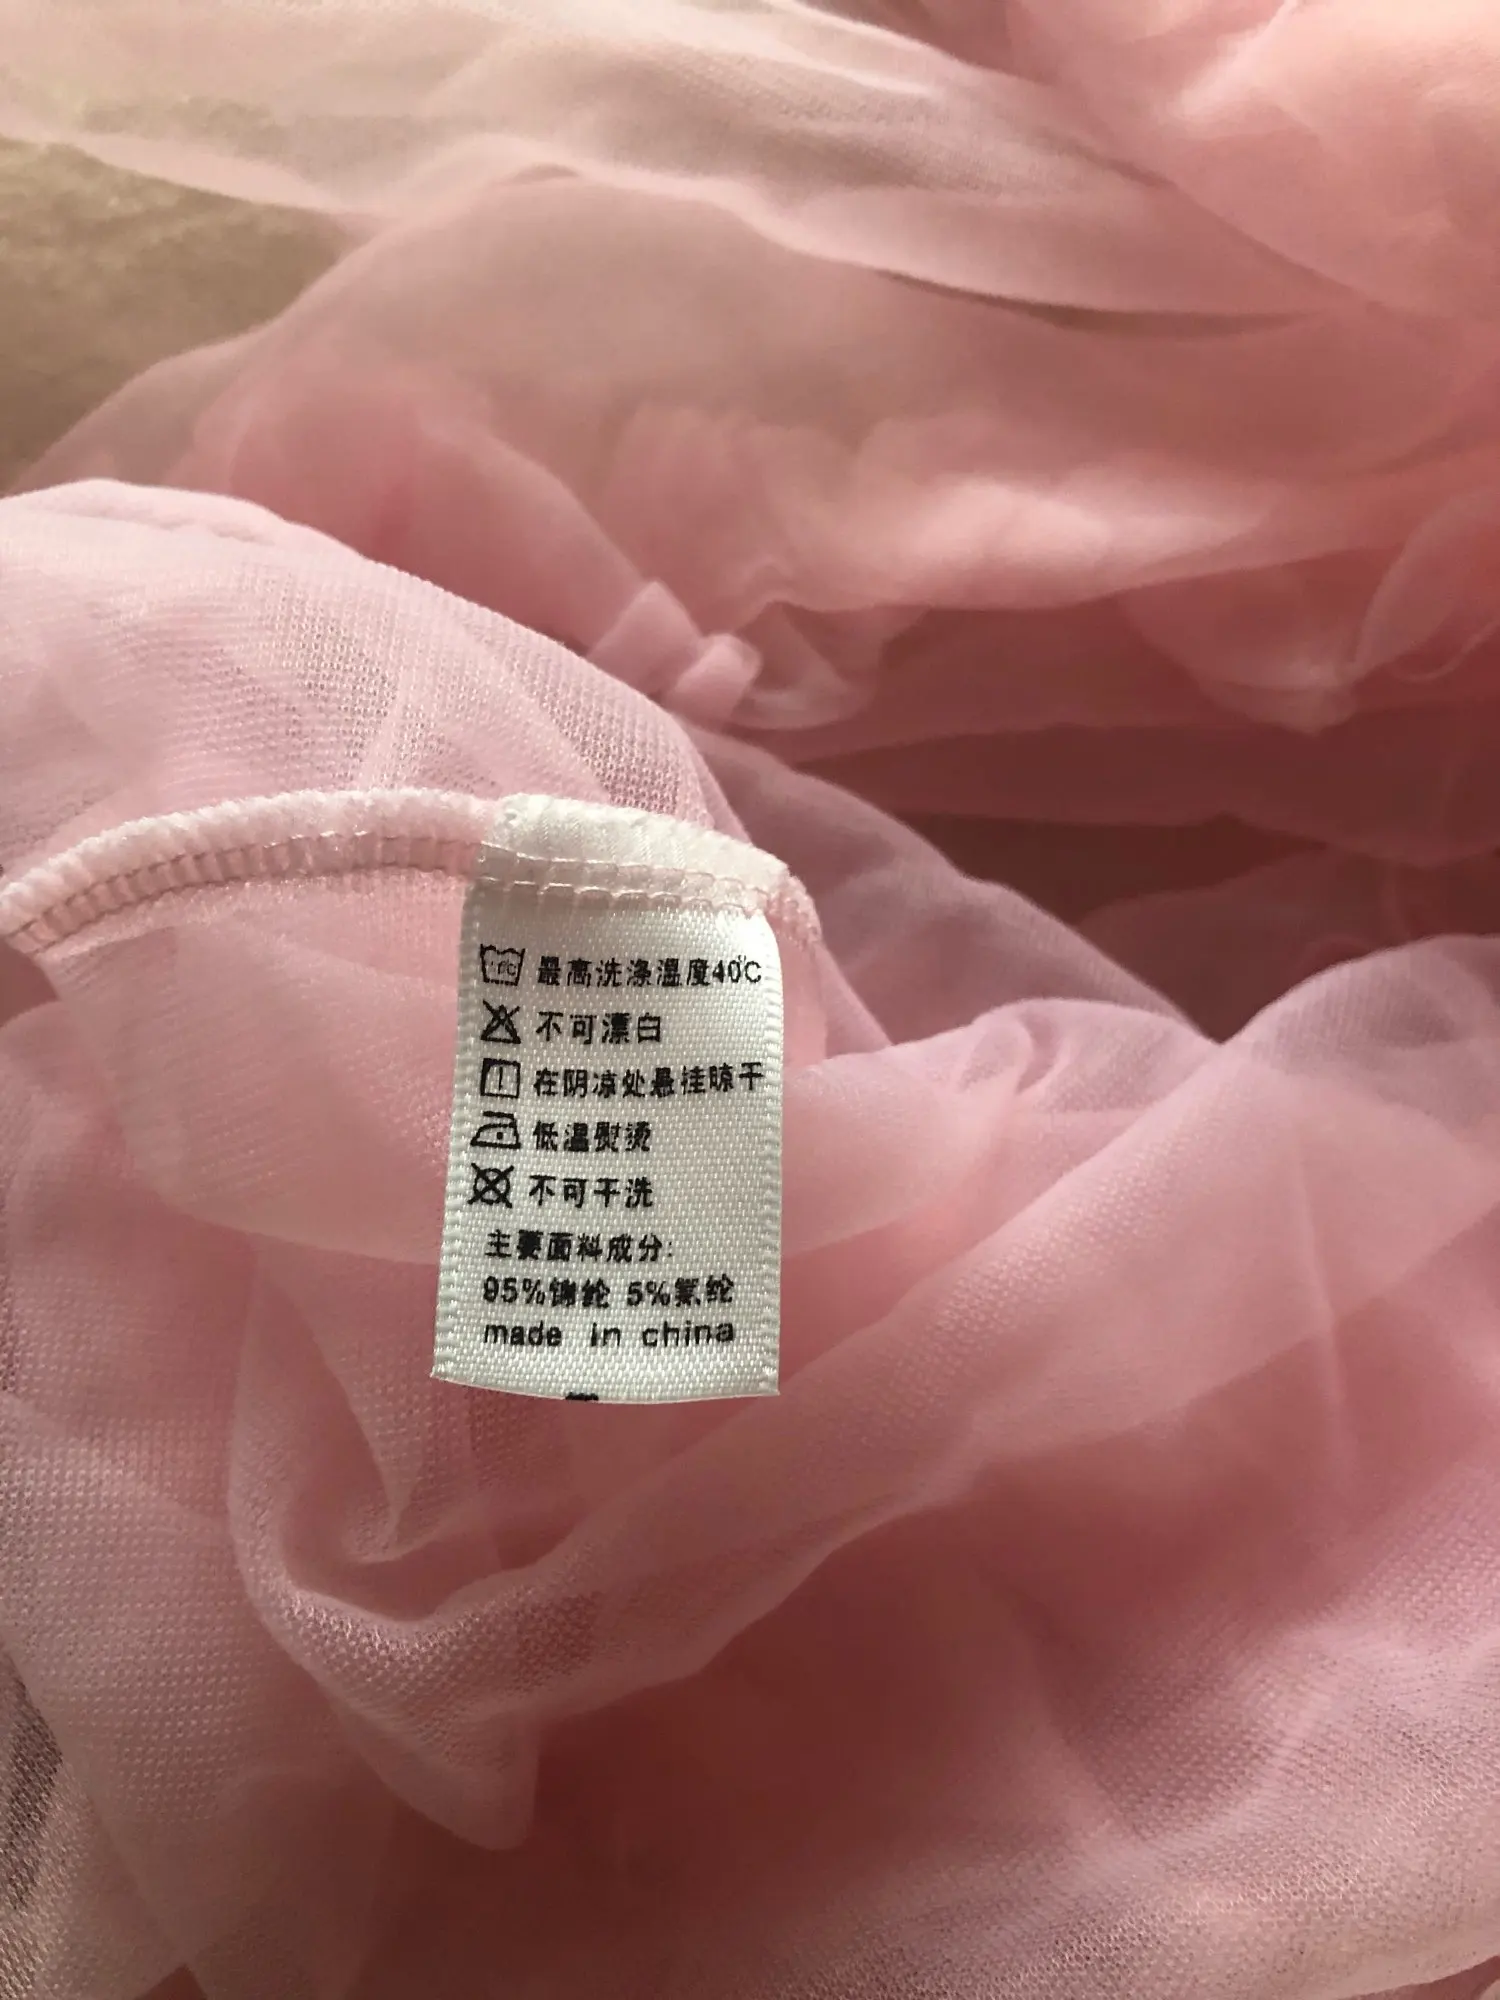 最高洗涤温度40℃
不可漂白
在阴凉处悬挂晾干
低温熨烫
不可干洗
主要面料成分:
95%锦纶 5%氨纶
made in china